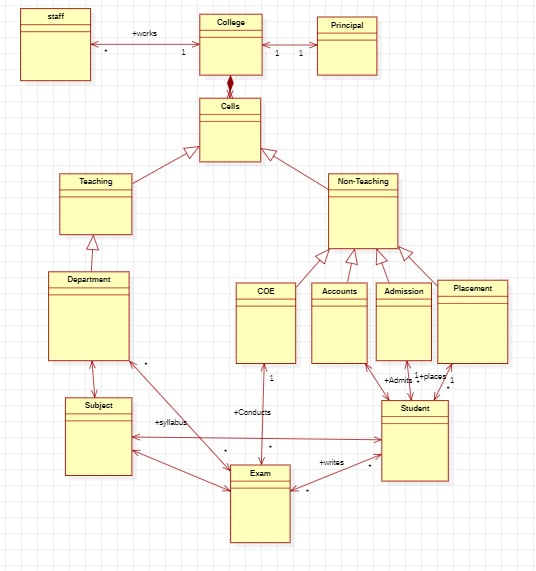 staff
College
Principal
+works
* 1 1 1
Cells
Teaching
Non-Teaching
Department
COE
Accounts
Admission
Placement
*
1
+Admits
*
1
+places
1
*
Subject
Student
+Conducts
+syllabus
*
*
+writes
*
Exam
*